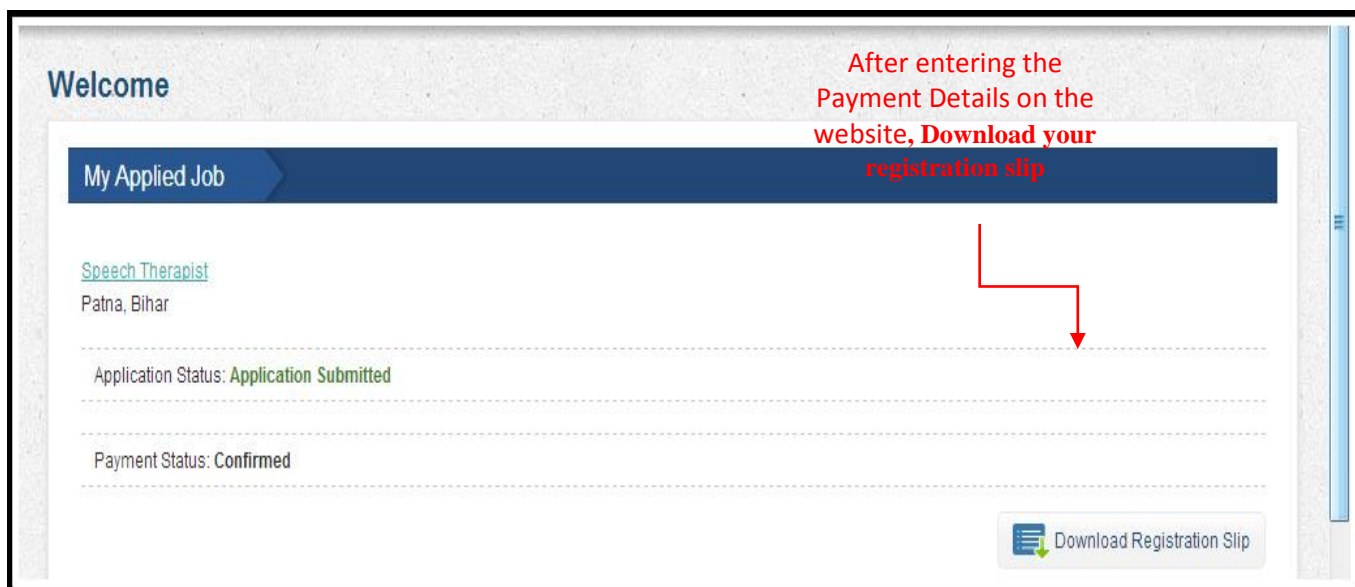 Welcome
After entering the
Payment Details on the
website, Download your
registration slip
My Applied Job
Speech Therapist
Patna, Bihar
Application Status: Application Submitted
Payment Status: Confirmed
Download Registration Slip